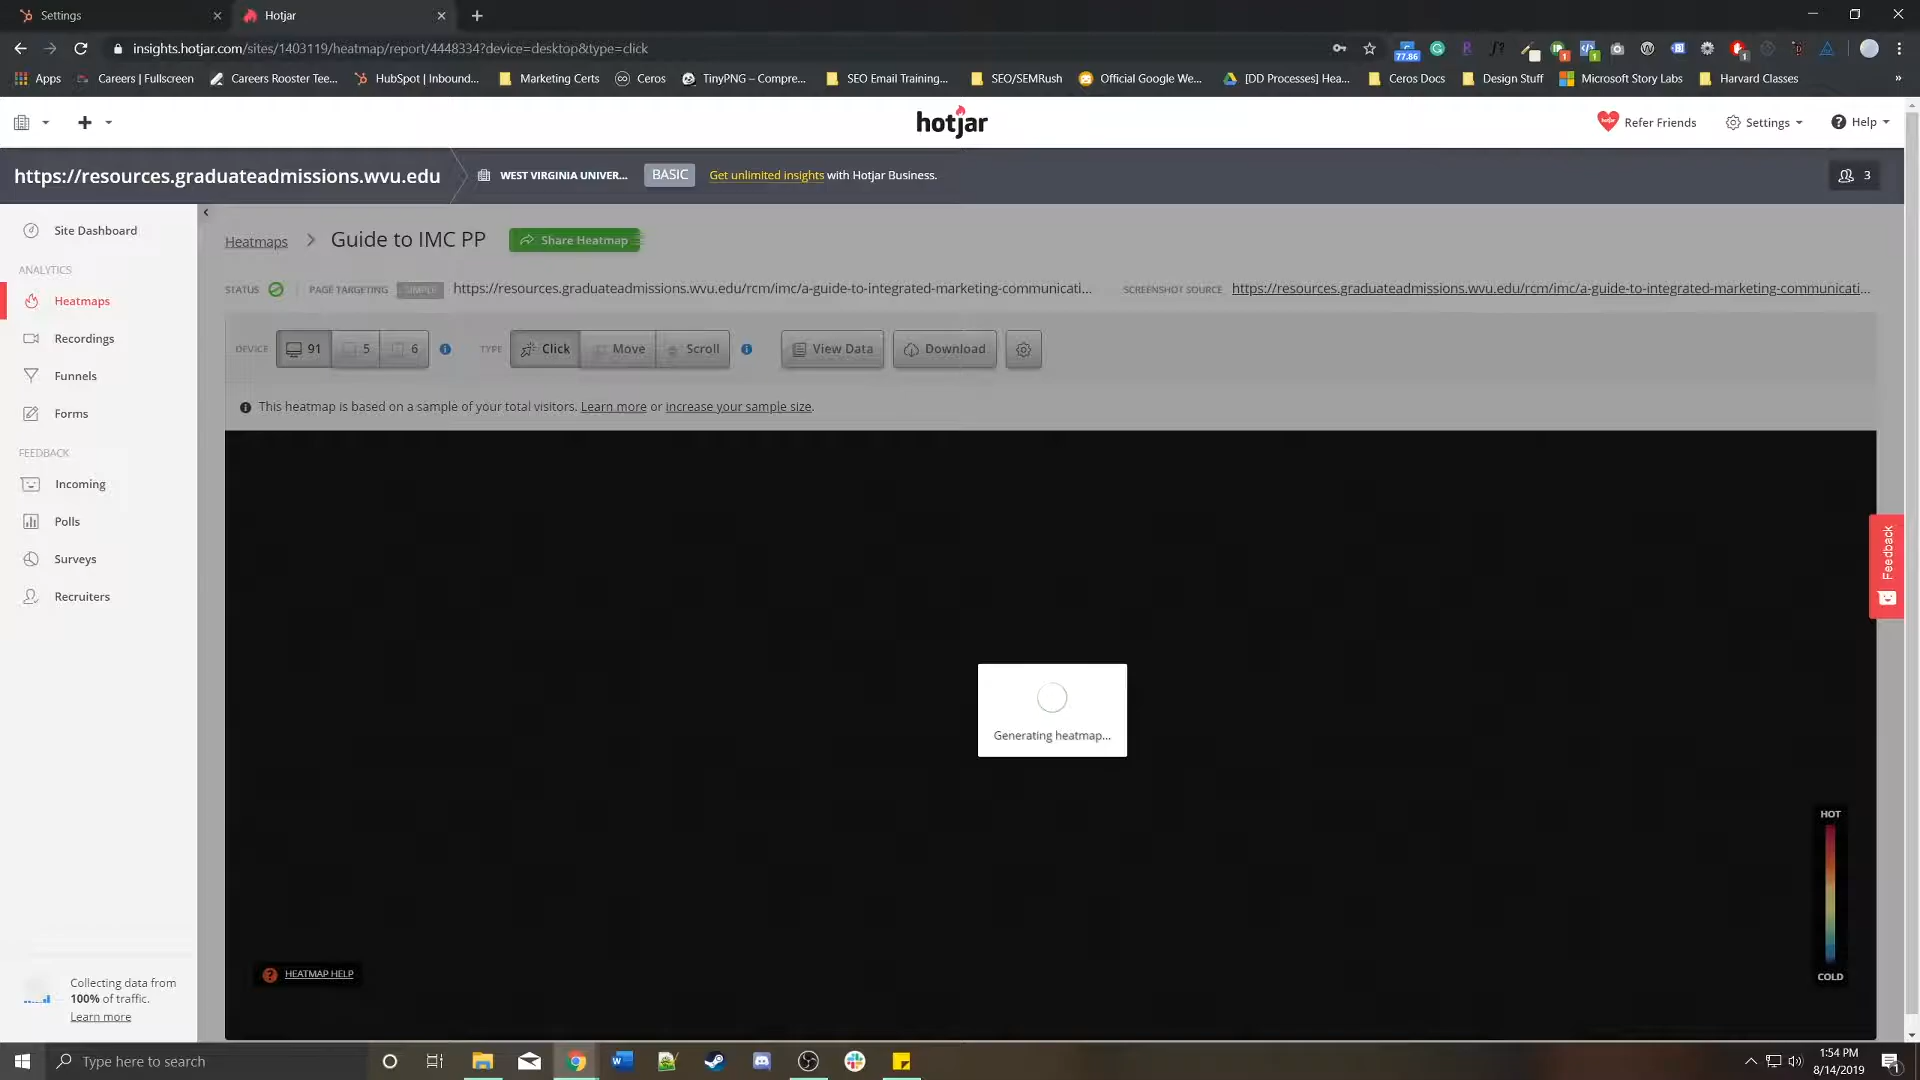 Settings
Hotjar
insights.hotjar.com/sites/1403119/heatmap/report/4448334?device=desktop&type=click
77.86
1
1
1
Apps
Careers | Fullscreen
Careers Rooster Tee...
HubSpot | Inbound...
Marketing Certs
Ceros
TinyPNG – Compre...
SEO Email Training...
SEO/SEMRush
Official Google We...
[DD Processes] Hea...
Ceros Docs
Design Stuff
Microsoft Story Labs
Harvard Classes
»
hotjar
Refer Friends
Settings
Help
https://resources.graduateadmissions.wvu.edu
WEST VIRGINIA UNIVER...
BASIC
Get unlimited insights with Hotjar Business.
3
Site Dashboard
ANALYTICS
Heatmaps
Recordings
Funnels
Forms
FEEDBACK
Incoming
Polls
Surveys
Recruiters
Collecting data from
100% of traffic.
Learn more
Heatmaps
Guide to IMC PP
Share Heatmap
STATUS
PAGE TARGETING
SIMPLE
https://resources.graduateadmissions.wvu.edu/rcm/imc/a-guide-to-integrated-marketing-communicati...
SCREENSHOT SOURCE
https://resources.graduateadmissions.wvu.edu/rcm/imc/a-guide-to-integrated-marketing-communicati...
DEVICE
91
5
6
TYPE
Click
Move
Scroll
View Data
Download
This heatmap is based on a sample of your total visitors. Learn more or increase your sample size.
Generating heatmap...
Feedback
HOT
COLD
HEATMAP HELP
Type here to search
1:54 PM
8/14/2019
1